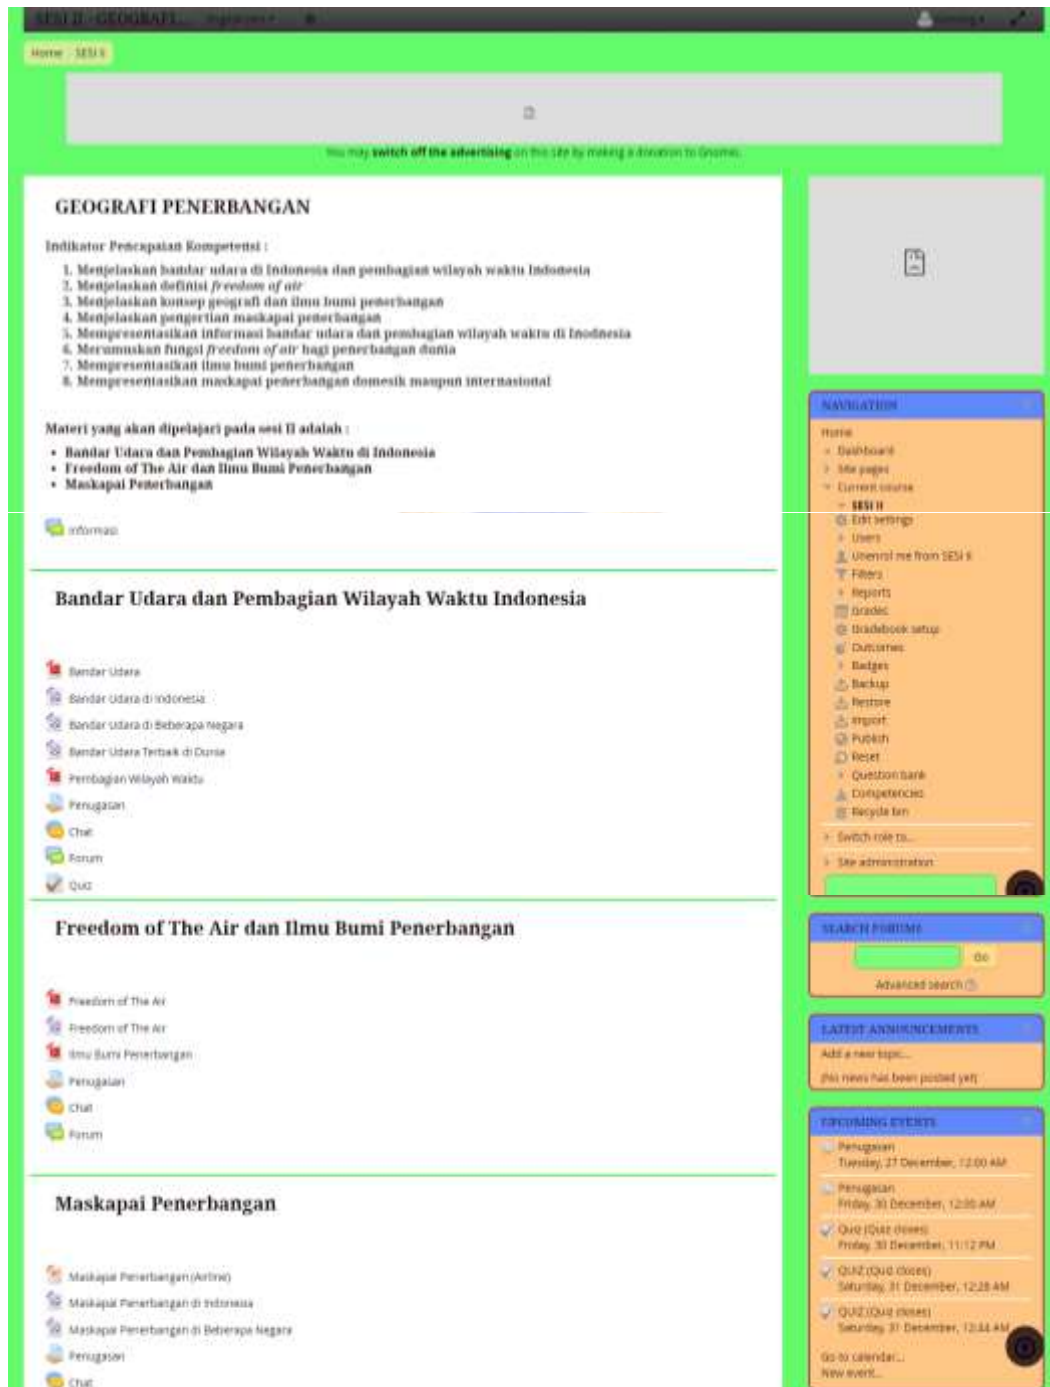 SESI II - GEOGRAFI...
Home SESI II
You may switch off the advertising on this site by making a donation to Gnomio.
GEOGRAFI PENERBANGAN
Indikator Pencapaian Kompetensi :
1. Menjelaskan bandar udara di Indonesia dan pembagian wilayah waktu Indonesia
2. Menjelaskan definisi freedom of air
3. Menjelaskan konsep geografi dan ilmu bumi penerbangan
4. Menjelaskan pengertian maskapai penerbangan
5. Mempresentasikan informasi bandar udara dan pembagian wilayah waktu di Inodnesia
6. Merumuskan fungsi freedom of air bagi penerbangan dunia
7. Mempresentasikan ilmu bumi penerbangan
8. Mempresentasikan maskapai penerbangan domesik maupun internasional
Materi yang akan dipelajari pada sesi II adalah :
• Bandar Udara dan Pembagian Wilayah Waktu di Indonesia
• Freedom of The Air dan Ilmu Bumi Penerbangan
• Maskapai Penerbangan
Informasi
Bandar Udara dan Pembagian Wilayah Waktu Indonesia
Bandar Udara
Bandar Udara di Indonesia
Bandar Udara di Beberapa Negara
Bandar Udara Terbaik di Dunia
Pembagian Wilayah Waktu
Penugasan
Chat
Forum
Quiz
Freedom of The Air dan Ilmu Bumi Penerbangan
Freedom of The Air
Freedom of The Air
Ilmu Bumi Penerbangan
Penugasan
Chat
Forum
Maskapai Penerbangan
Maskapai Penerbangan (Airline)
Maskapai Penerbangan di Indonesia
Maskapai Penerbangan di Beberapa Negara
Penugasan
Chat
NAVIGATION
Home
Dashboard
Site pages
Current course
SESI II
Edit settings
Users
Unenrol me from SESI II
Filters
Reports
Grades
Gradebook setup
Outcomes
Badges
Backup
Restore
Import
Publish
Reset
Question bank
Competencies
Recycle bin
Switch role to...
Site administration
SEARCH FORUMS
Go
Advanced search
LATEST ANNOUNCEMENTS
Add a new topic...
(No news has been posted yet)
UPCOMING EVENTS
Penugasan
Tuesday, 27 December, 12:00 AM
Penugasan
Friday, 30 December, 12:00 AM
Quiz (Quiz closes)
Friday, 30 December, 11:12 PM
QUIZ (Quiz closes)
Saturday, 31 December, 12:28 AM
QUIZ (Quiz closes)
Saturday, 31 December, 12:44 AM
Go to calendar...
New event...